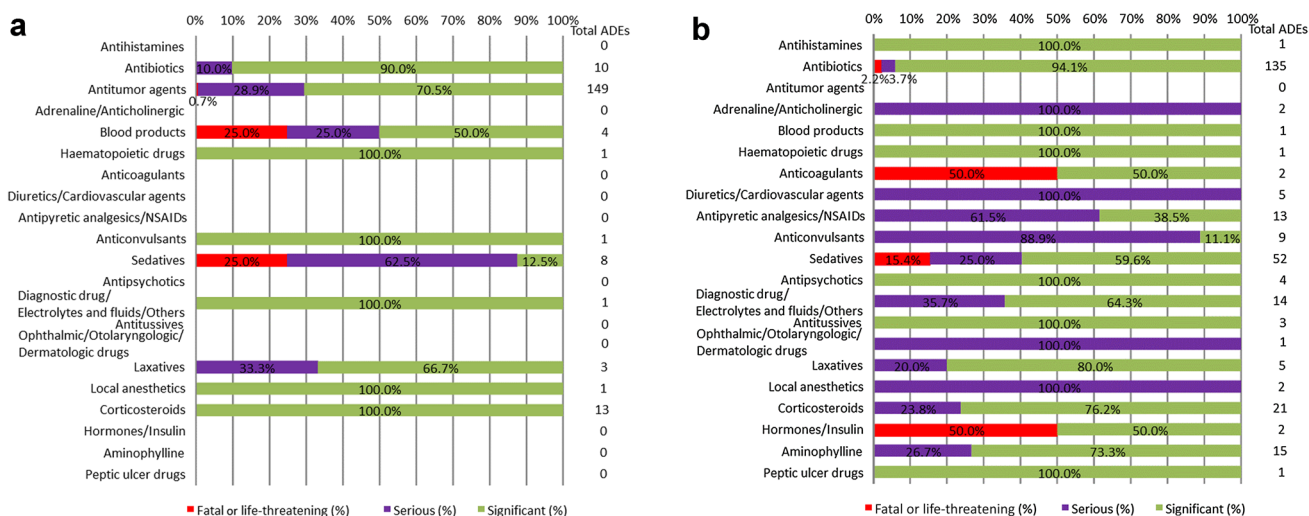 a
0% 10% 20% 30% 40% 50% 60% 70% 80% 90% 100%
Total ADEs
Antihistamines 0
Antibiotics 10.0% 90.0% 10
Antitumor agents 28.9% 70.5% 149
0.7%
Adrenaline/Anticholinergic 0
Blood products 25.0% 25.0% 50.0% 4
Haematopoietic drugs 100.0% 1
Anticoagulants 0
Diuretics/Cardiovascular agents 0
Antipyretic analgesics/NSAIDs 0
Anticonvulsants 100.0% 1
Sedatives 25.0% 62.5% 12.5% 8
Antipsychotics 0
Diagnostic drug/
Electrolytes and fluids/Others 100.0% 1
Antitussives 0
Ophthalmic/Otolaryngologic/
Dermatologic drugs 0
Laxatives 33.3% 66.7% 3
Local anesthetics 100.0% 1
Corticosteroids 100.0% 13
Hormones/Insulin 0
Aminophylline 0
Peptic ulcer drugs 0
Fatal or life-threatening (%) Serious (%) Significant (%)
b
0% 10% 20% 30% 40% 50% 60% 70% 80% 90% 100%
Total ADEs
Antihistamines 100.0% 1
Antibiotics 94.1% 135
2.2% 3.7%
Antitumor agents 0
Adrenaline/Anticholinergic 100.0% 2
Blood products 100.0% 1
Haematopoietic drugs 100.0% 1
Anticoagulants 50.0% 50.0% 2
Diuretics/Cardiovascular agents 100.0% 5
Antipyretic analgesics/NSAIDs 61.5% 38.5% 13
Anticonvulsants 88.9% 11.1% 9
Sedatives 15.4% 25.0% 59.6% 52
Antipsychotics 100.0% 4
Diagnostic drug/
Electrolytes and fluids/Others 35.7% 64.3% 14
Antitussives 100.0% 3
Ophthalmic/Otolaryngologic/
Dermatologic drugs 100.0% 1
Laxatives 20.0% 80.0% 5
Local anesthetics 100.0% 2
Corticosteroids 23.8% 76.2% 21
Hormones/Insulin 50.0% 50.0% 2
Aminophylline 26.7% 73.3% 15
Peptic ulcer drugs 100.0% 1
Fatal or life-threatening (%) Serious (%) Significant (%)